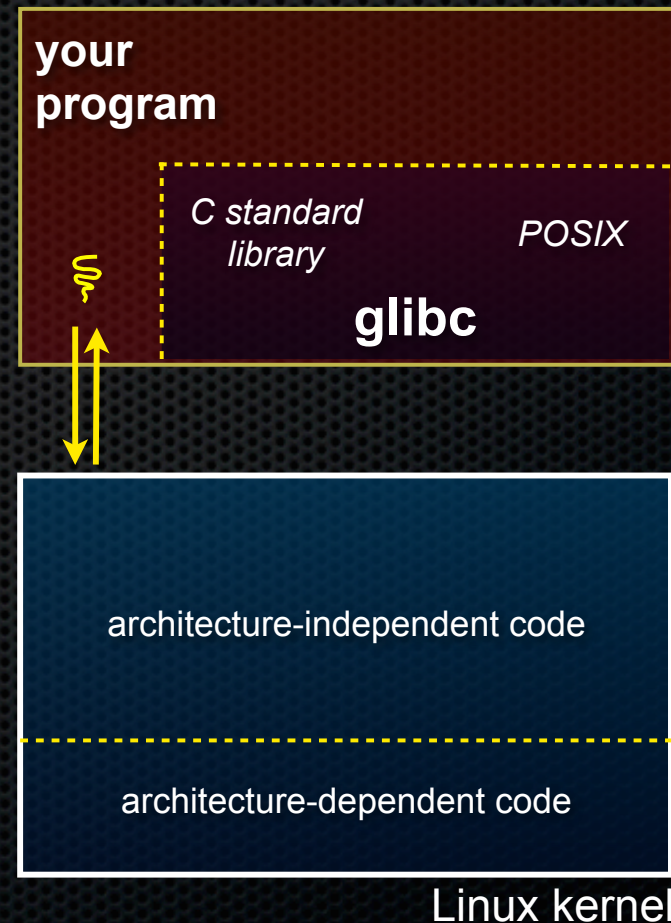 your
program
C standard
library
POSIX
glibc
architecture-independent code
architecture-dependent code
Linux kernel